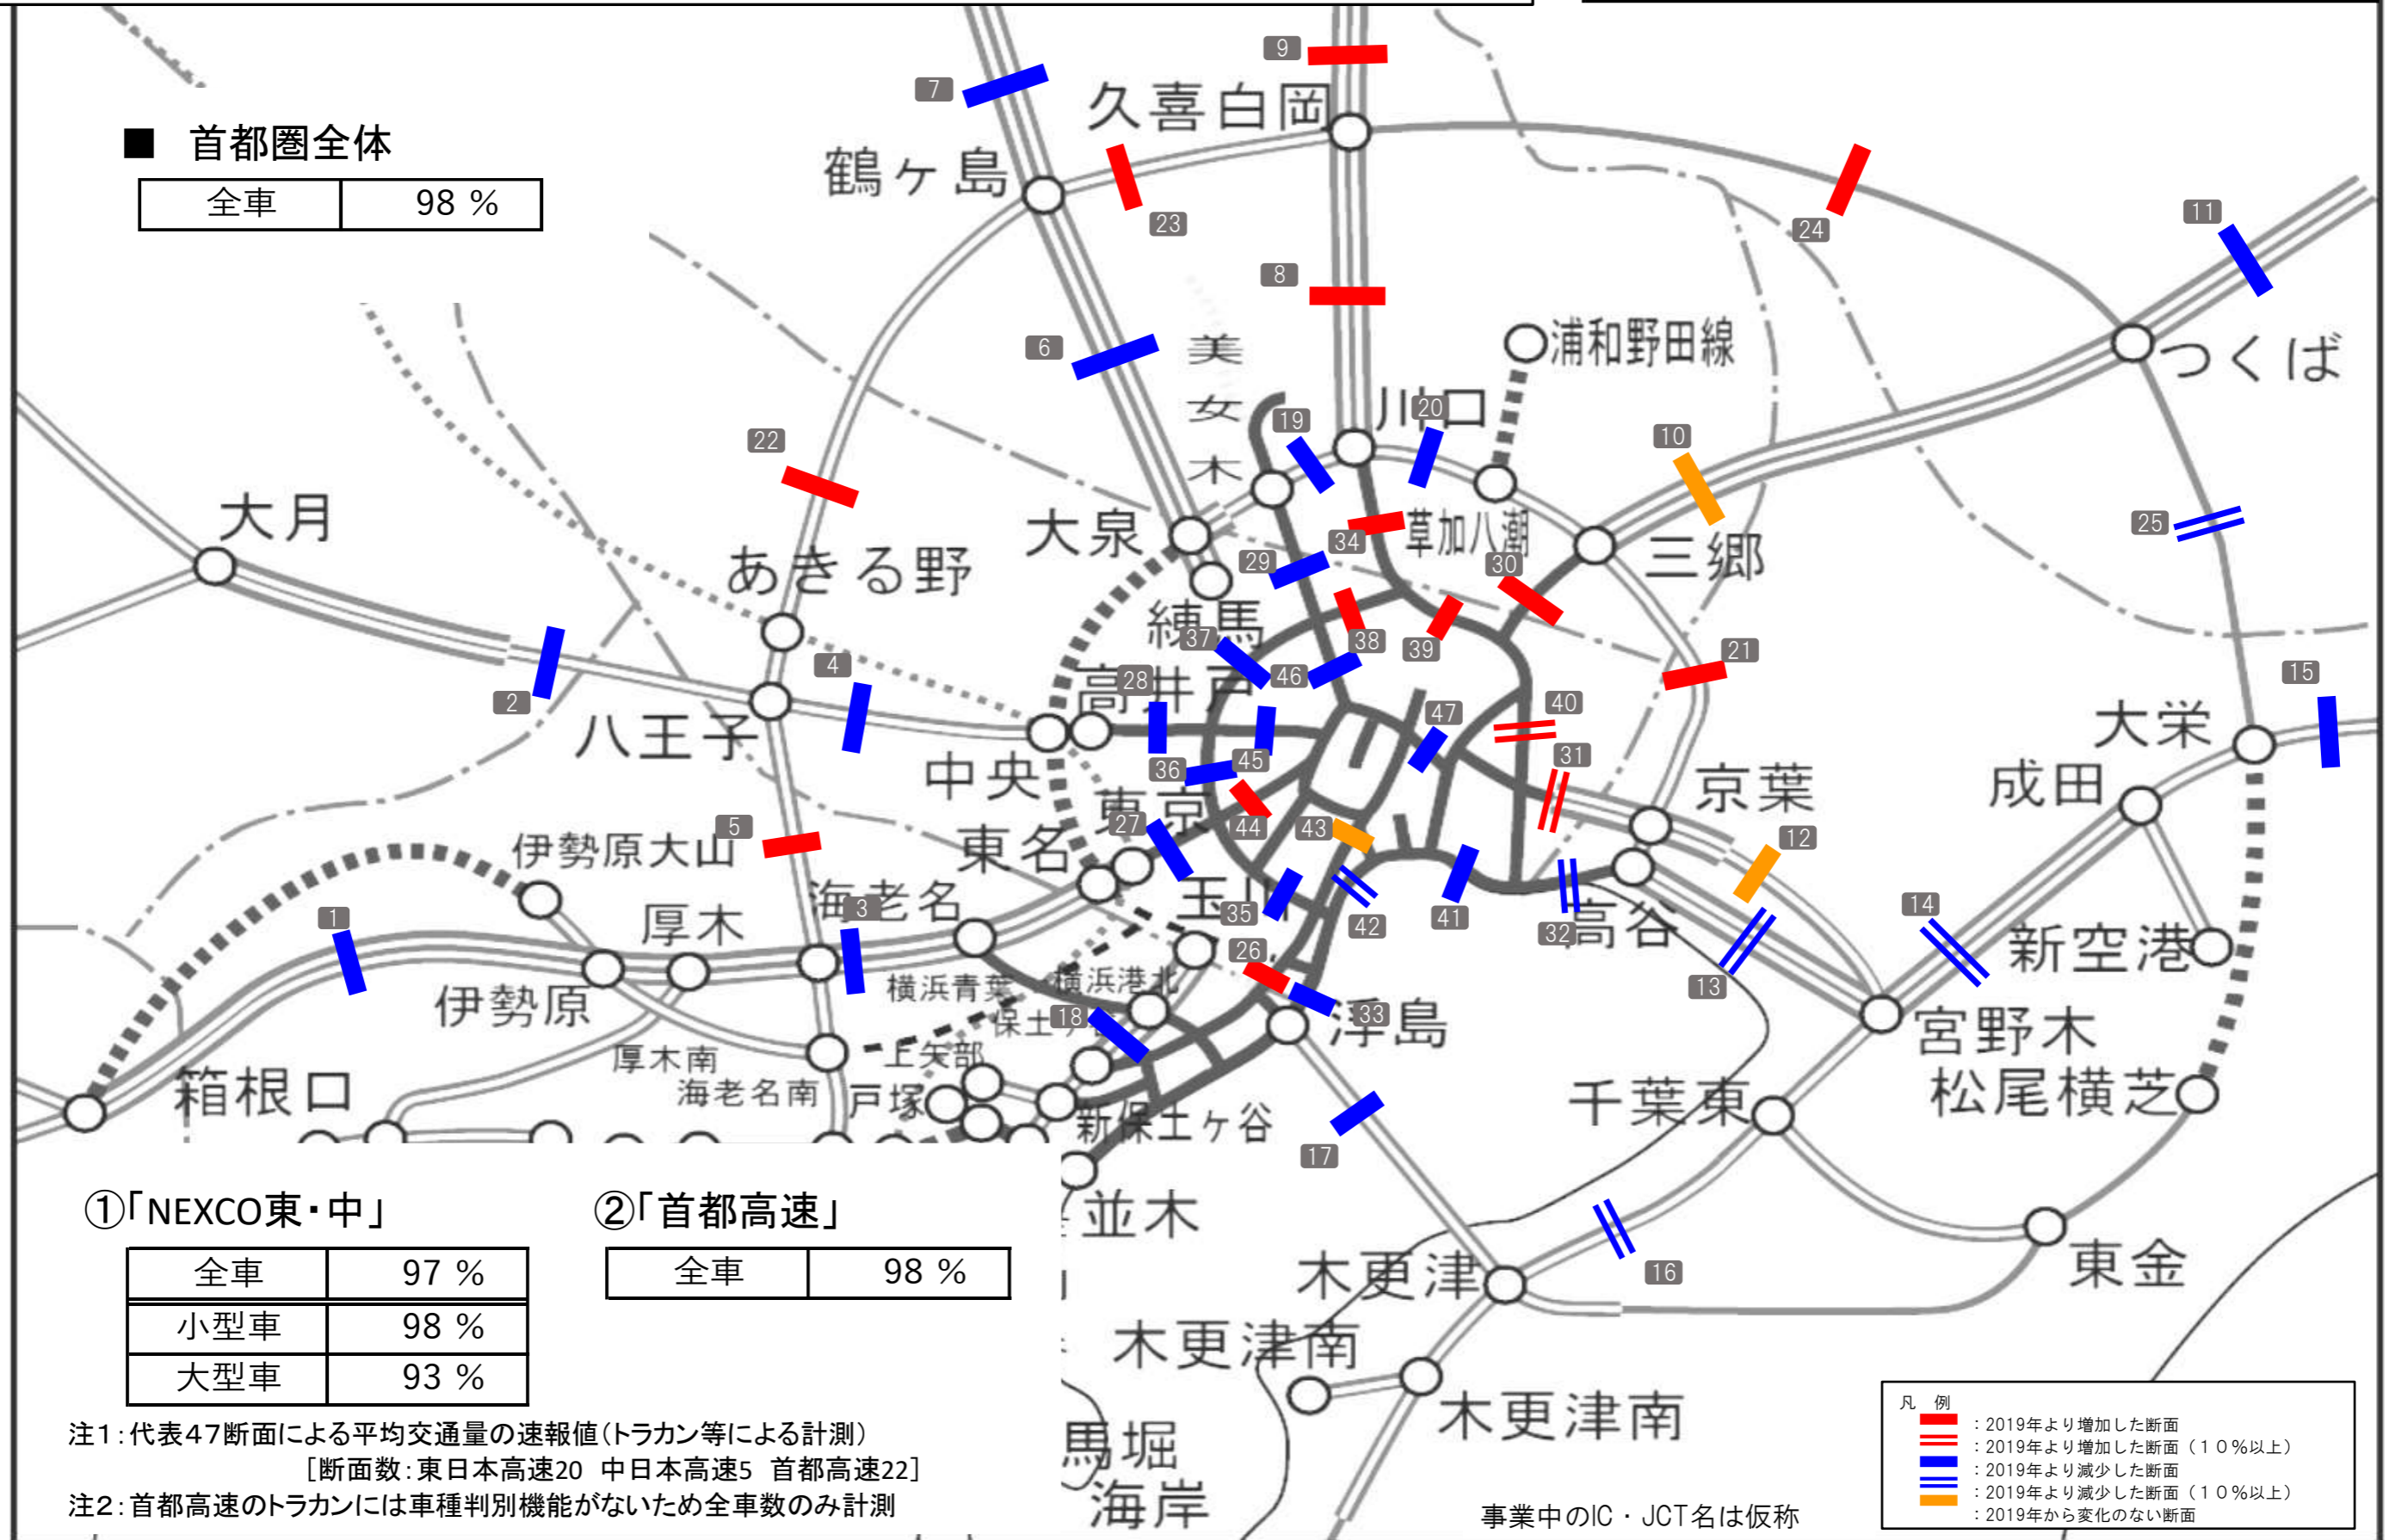 9
7
久喜白岡
■ 首都圏全体
鶴ヶ島
全車 98 %
23
24
11
8
浦和野田線
6
美女木
つくば
川口
19
20
22
10
大月
大泉
34
草加八潮
25
あきる野
29
30
三郷
練馬
37
38
39
21
4
高井戸
28
46
15
2
47
40
八王子
大栄
中央
36
45
31
京葉
成田
東京
5
伊勢原大山
東名
27
44
43
12
海老名
玉川
1
3
厚木
35
42
41
32
高谷
14
新空港
26
横浜青葉
横浜港北
13
伊勢原
18
保土ヶ谷
33
浮島
宮野木
厚木南
上矢部
箱根口
海老名南
戸塚
千葉東
松尾横芝
新保土ヶ谷
17
①「NEXCO東・中」
②「首都高速」
並木
全車 97 %
全車 98 %
16
木更津
東金
小型車 98 %
木更津南
大型車 93 %
木更津南
凡 例
：2019年より増加した断面
：2019年より増加した断面（１０％以上）
：2019年より減少した断面
：2019年より減少した断面（１０％以上）
：2019年から変化のない断面
注1：代表４７断面による平均交通量の速報値（トラカン等による計測）
［断面数：東日本高速20 中日本高速5 首都高速22］
注２：首都高速のトラカンには車種判別機能がないため全車数のみ計測
馬堀
海岸
事業中のIC・JCT名は仮称